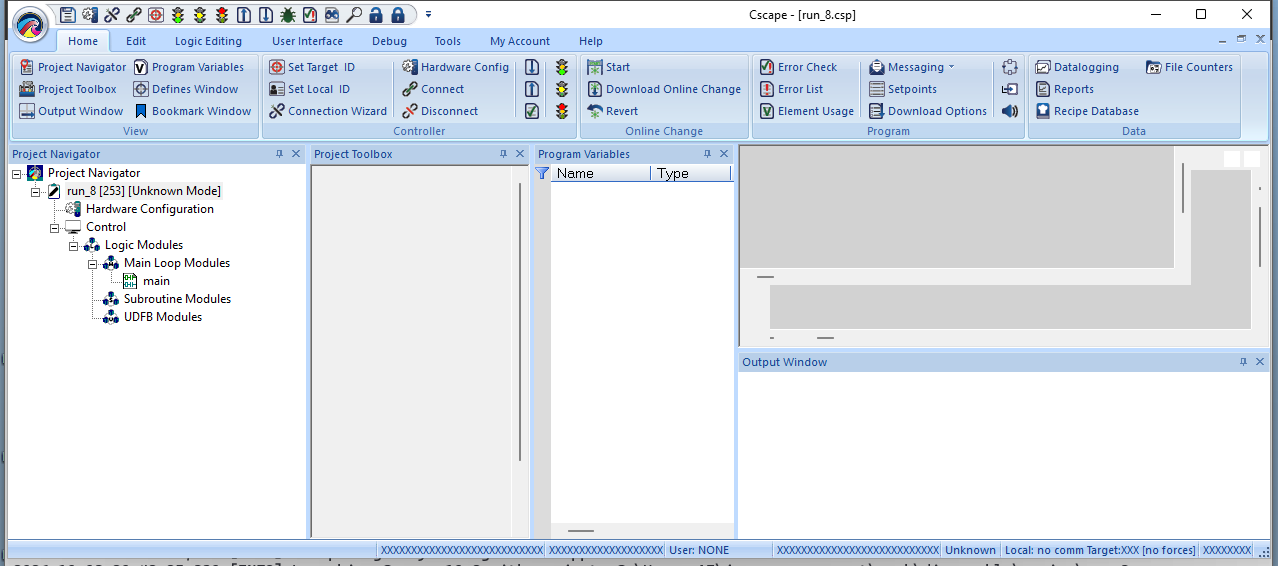 Cscape - [run_8.csp]
Home Edit Logic Editing User Interface Debug Tools My Account Help
Project Navigator Program Variables Set Target ID Hardware Config Start Error Check Messaging Datalogging File Counters
Project Toolbox Defines Window Set Local ID Connect Download Online Change Error List Setpoints Reports
Output Window Bookmark Window Connection Wizard Disconnect Revert Element Usage Download Options Recipe Database
View Controller Online Change Program Data
Project Navigator Project Toolbox Program Variables
Project Navigator Name Type
run_8 [253] [Unknown Mode]
Hardware Configuration
Control
Logic Modules
Main Loop Modules
main
Subroutine Modules
UDFB Modules
Output Window
XXXXXXXXXXXXXXXXXXXXXXXXXXX XXXXXXXXXXXXXXXXXXX User: NONE XXXXXXXXXXXXXXXXXXXXXXXXXXX Unknown Local: no comm Target:XXX [no forces] XXXXXXXX